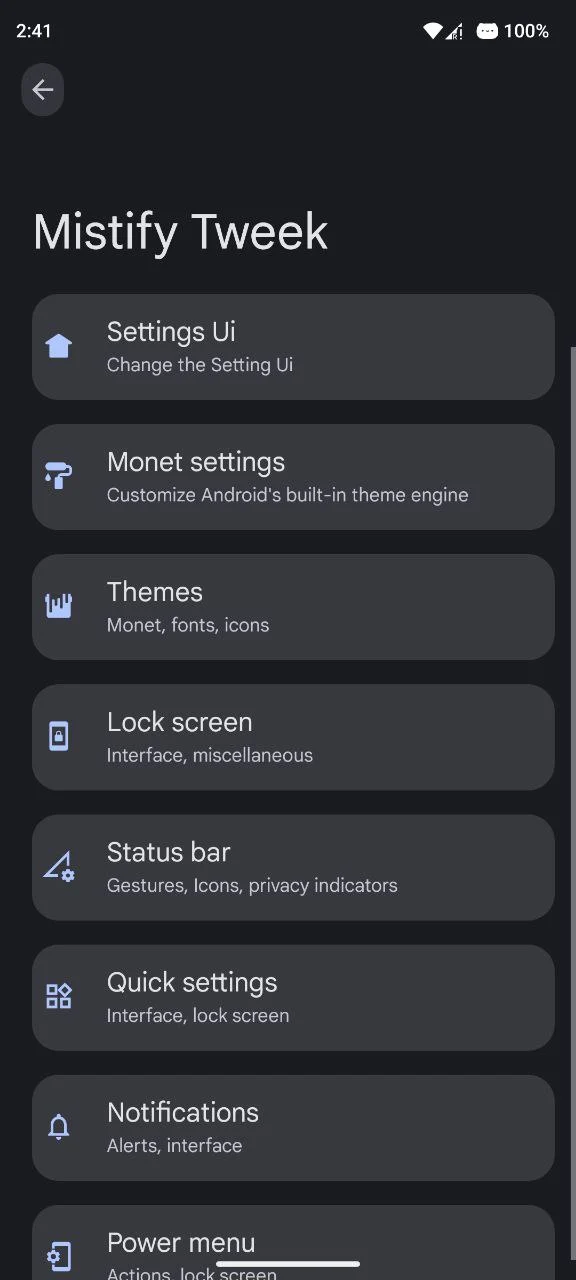 2:41
100%
Mistify Tweek
Settings Ui
Change the Setting Ui
Monet settings
Customize Android's built-in theme engine
Themes
Monet, fonts, icons
Lock screen
Interface, miscellaneous
Status bar
Gestures, Icons, privacy indicators
Quick settings
Interface, lock screen
Notifications
Alerts, interface
Power menu
Actions, lock screen